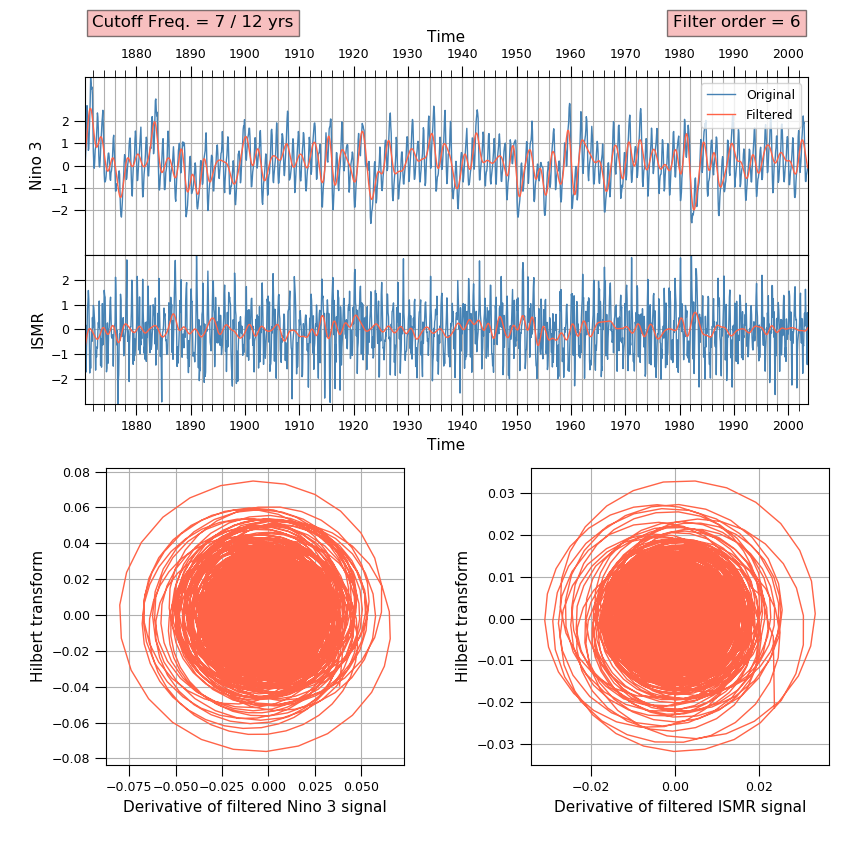 Cutoff Freq. = 7 / 12 yrs
Filter order = 6
Time
1880 1890 1900 1910 1920 1930 1940 1950 1960 1970 1980 1990 2000
Original
Filtered
Nino 3
2
1
0
−1
−2
ISMR
2
1
0
−1
−2
1880 1890 1900 1910 1920 1930 1940 1950 1960 1970 1980 1990 2000
Time
Hilbert transform
0.08
0.06
0.04
0.02
0.00
−0.02
−0.04
−0.06
−0.08
−0.075 −0.050 −0.025 0.000 0.025 0.050
Derivative of filtered Nino 3 signal
Hilbert transform
0.03
0.02
0.01
0.00
−0.01
−0.02
−0.03
−0.02 0.00 0.02
Derivative of filtered ISMR signal